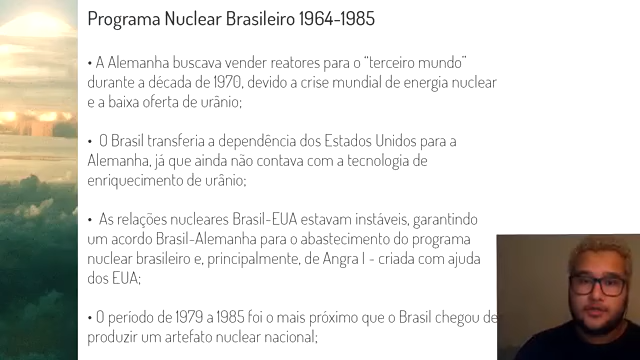 Programa Nuclear Brasileiro 1964-1985
• A Alemanha buscava vender reatores para o “terceiro mundo”
durante a década de 1970, devido a crise mundial de energia nuclear
e a baixa oferta de urânio;
• O Brasil transferia a dependência dos Estados Unidos para a
Alemanha, já que ainda não contava com a tecnologia de
enriquecimento de urânio;
• As relações nucleares Brasil-EUA estavam instáveis, garantindo
um acordo Brasil-Alemanha para o abastecimento do programa
nuclear brasileiro e, principalmente, de Angra I - criada com ajuda
dos EUA;
• O período de 1979 a 1985 foi o mais próximo que o Brasil chegou de
produzir um artefato nuclear nacional;